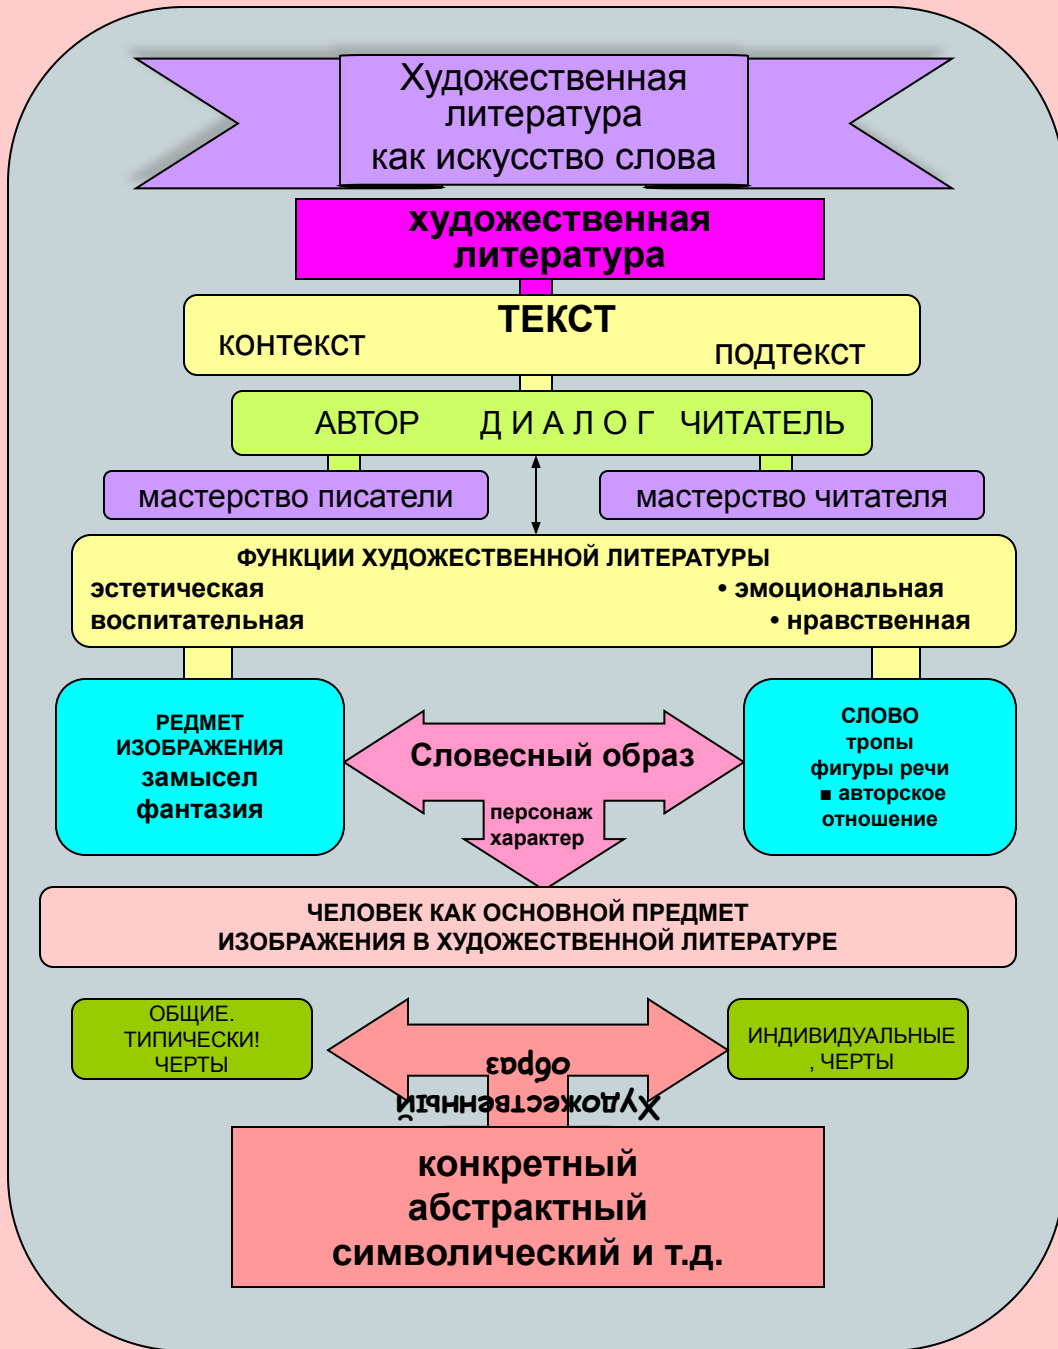 Художественная
литература
как искусство слова
художественная
литература
ТЕКСТ
контекст
подтекст
АВТОР Д И А Л О Г ЧИТАТЕЛЬ
мастерство писатели
мастерство читателя
ФУНКЦИИ ХУДОЖЕСТВЕННОЙ ЛИТЕРАТУРЫ
эстетическая
• эмоциональная
воспитательная
• нравственная
РЕДМЕТ
ИЗОБРАЖЕНИЯ
замысел
фантазия
Словесный образ
персонаж
характер
СЛОВО
тропы
фигуры речи
■ авторское
отношение
ЧЕЛОВЕК КАК ОСНОВНОЙ ПРЕДМЕТ
ИЗОБРАЖЕНИЯ В ХУДОЖЕСТВЕННОЙ ЛИТЕРАТУРЕ
ОБЩИЕ.
ТИПИЧЕСКИ!
ЧЕРТЫ
Художественный
образ
ИНДИВИДУАЛЬНЫЕ
, ЧЕРТЫ
конкретный
абстрактный
символический и т.д.